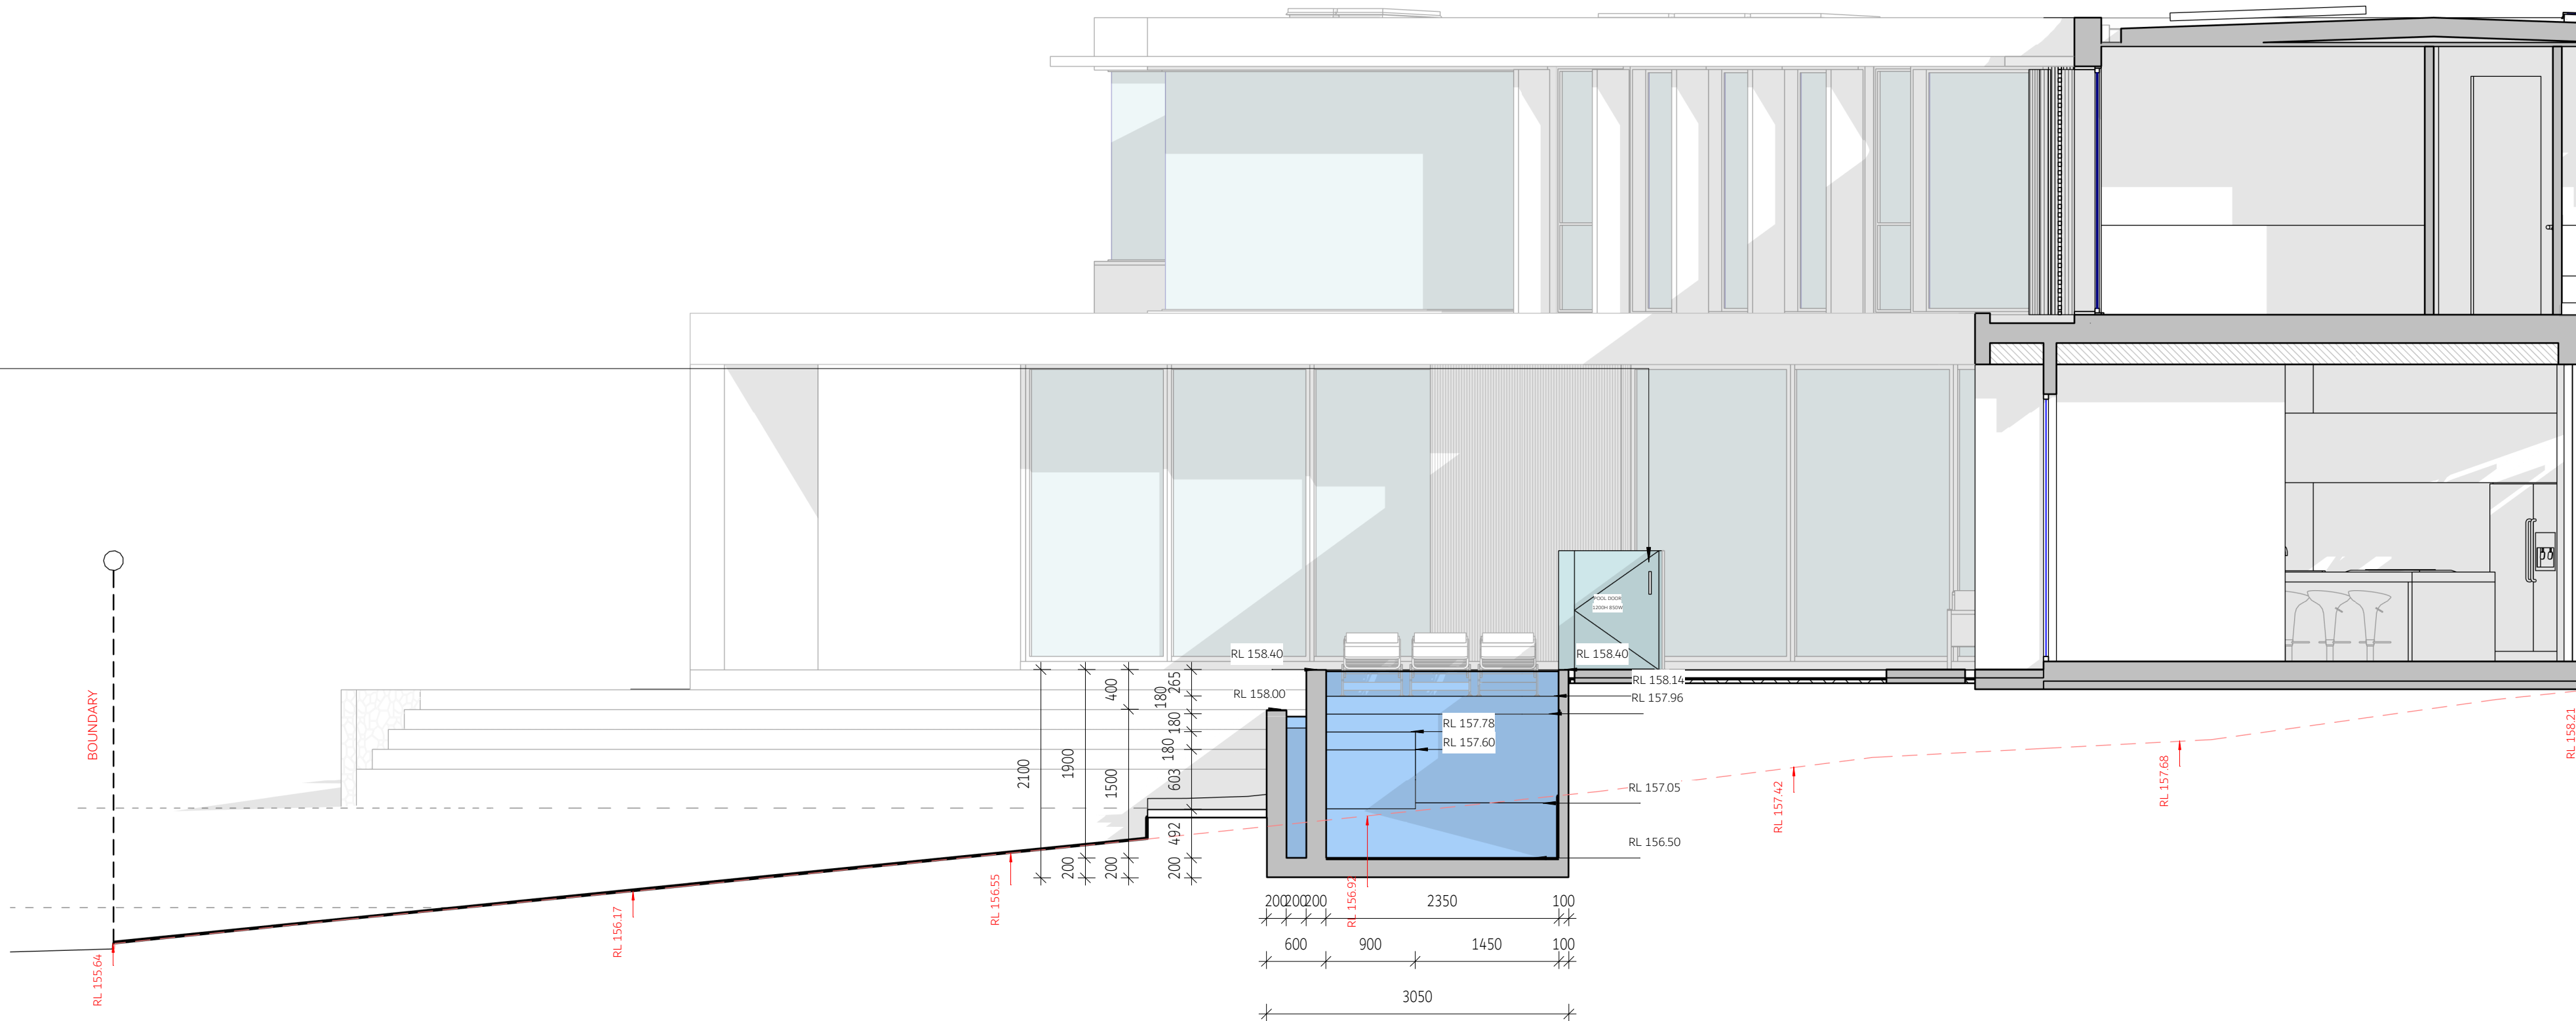 POOL DOOR
1200H 850W
RL 158.40
RL 158.40
RL 158.14
RL 158.00
RL 157.96
RL 157.78
RL 157.60
RL 157.05
RL 156.50
BOUNDARY
RL 155.64
RL 156.17
RL 156.55
RL 156.92
RL 157.42
RL 157.68
RL 158.21
2100
1900
200
400
1500
200
265
180
180
180
603
492
200
200 200 200 2350 100
600 900 1450 100
3050